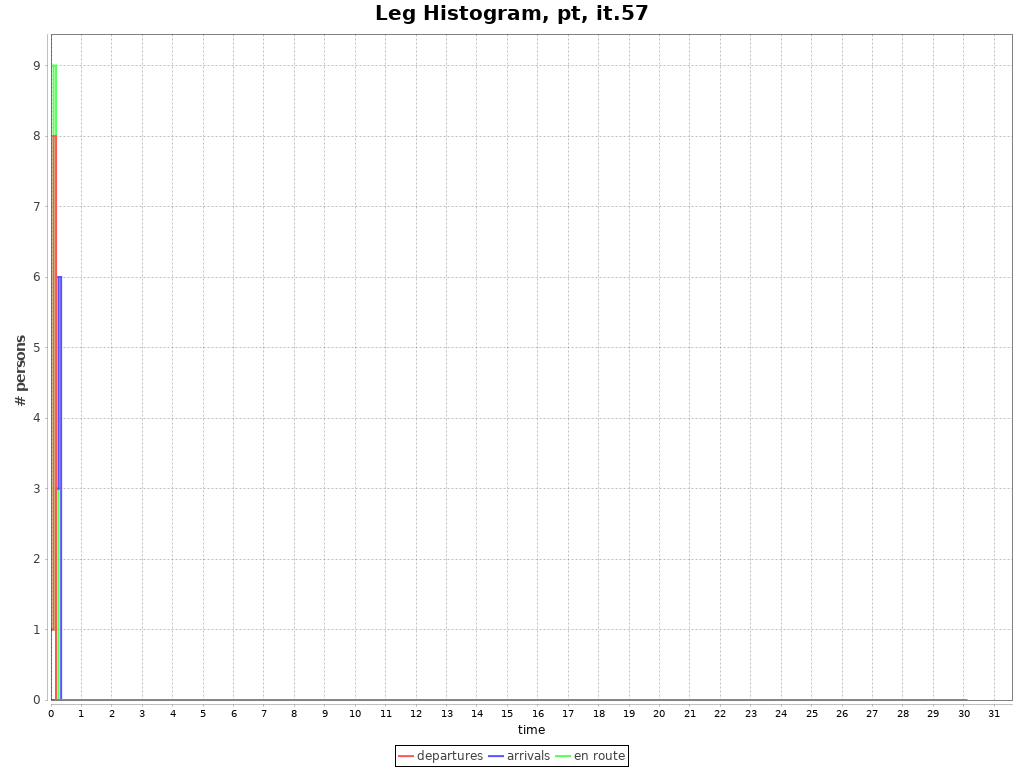 Leg Histogram, pt, it.57
# persons
9
8
7
6
5
4
3
2
1
0
0 1 2 3 4 5 6 7 8 9 10 11 12 13 14 15 16 17 18 19 20 21 22 23 24 25 26 27 28 29 30 31
time
departures arrivals en route